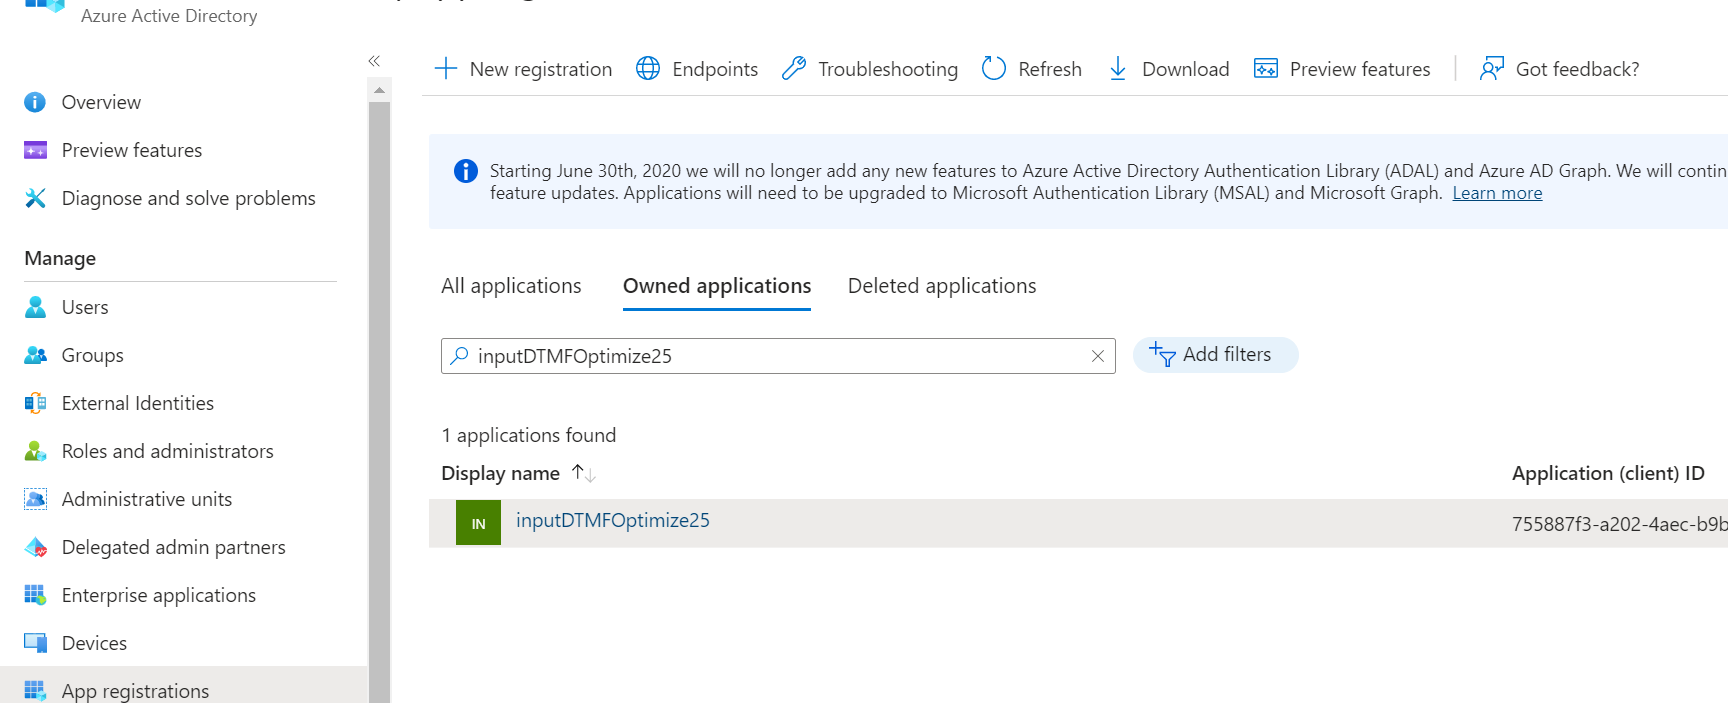 Azure Active Directory
Overview
Preview features
Diagnose and solve problems
Manage
Users
Groups
External Identities
Roles and administrators
Administrative units
Delegated admin partners
Enterprise applications
Devices
App registrations
New registration
Endpoints
Troubleshooting
Refresh
Download
Preview features
Got feedback?
Starting June 30th, 2020 we will no longer add any new features to Azure Active Directory Authentication Library (ADAL) and Azure AD Graph. We will contin
feature updates. Applications will need to be upgraded to Microsoft Authentication Library (MSAL) and Microsoft Graph. Learn more
All applications
Owned applications
Deleted applications
inputDTMFOptimize25
Add filters
1 applications found
Display name
Application (client) ID
IN
inputDTMFOptimize25
755887f3-a202-4aec-b9b